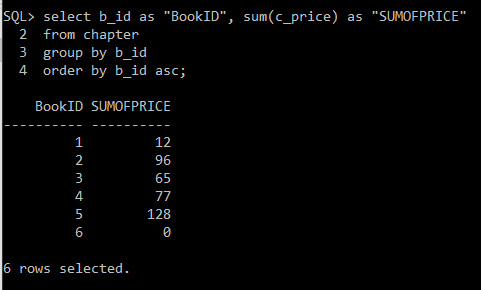 SQL> select b_id as "BookID", sum(c_price) as "SUMOFPRICE"
  2  from chapter
  3  group by b_id
  4  order by b_id asc;

    BookID SUMOFPRICE
---------- ----------
         1         12
         2         96
         3         65
         4         77
         5        128
         6          0

6 rows selected.